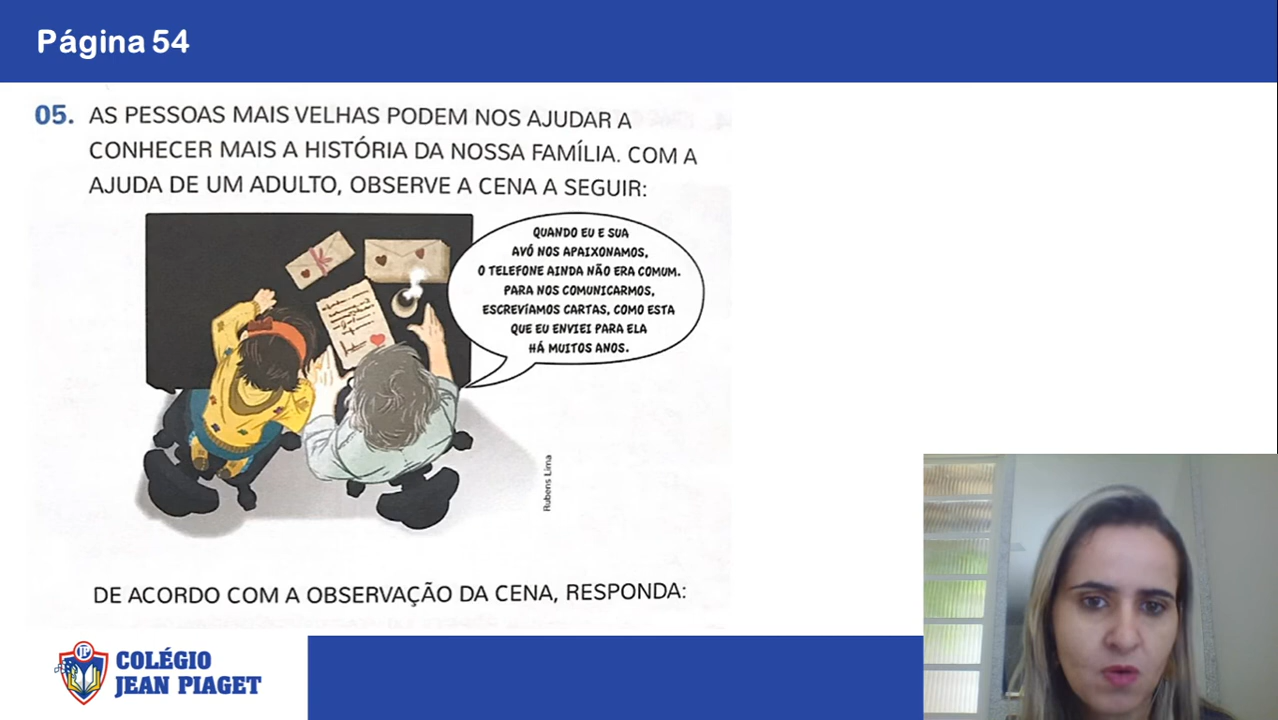 Página 54
05. AS PESSOAS MAIS VELHAS PODEM NOS AJUDAR A
CONHECER MAIS A HISTÓRIA DA NOSSA FAMÍLIA. COM A
AJUDA DE UM ADULTO, OBSERVE A CENA A SEGUIR:
QUANDO EU E SUA
AVÓ NOS APAIXONAMOS,
O TELEFONE AINDA NÃO ERA COMUM.
PARA NOS COMUNICARMOS,
ESCREVÍAMOS CARTAS, COMO ESTA
QUE EU ENVIEI PARA ELA
HÁ MUITOS ANOS.
Rubens Lima
DE ACORDO COM A OBSERVAÇÃO DA CENA, RESPONDA:
COLÉGIO
JEAN PIAGET